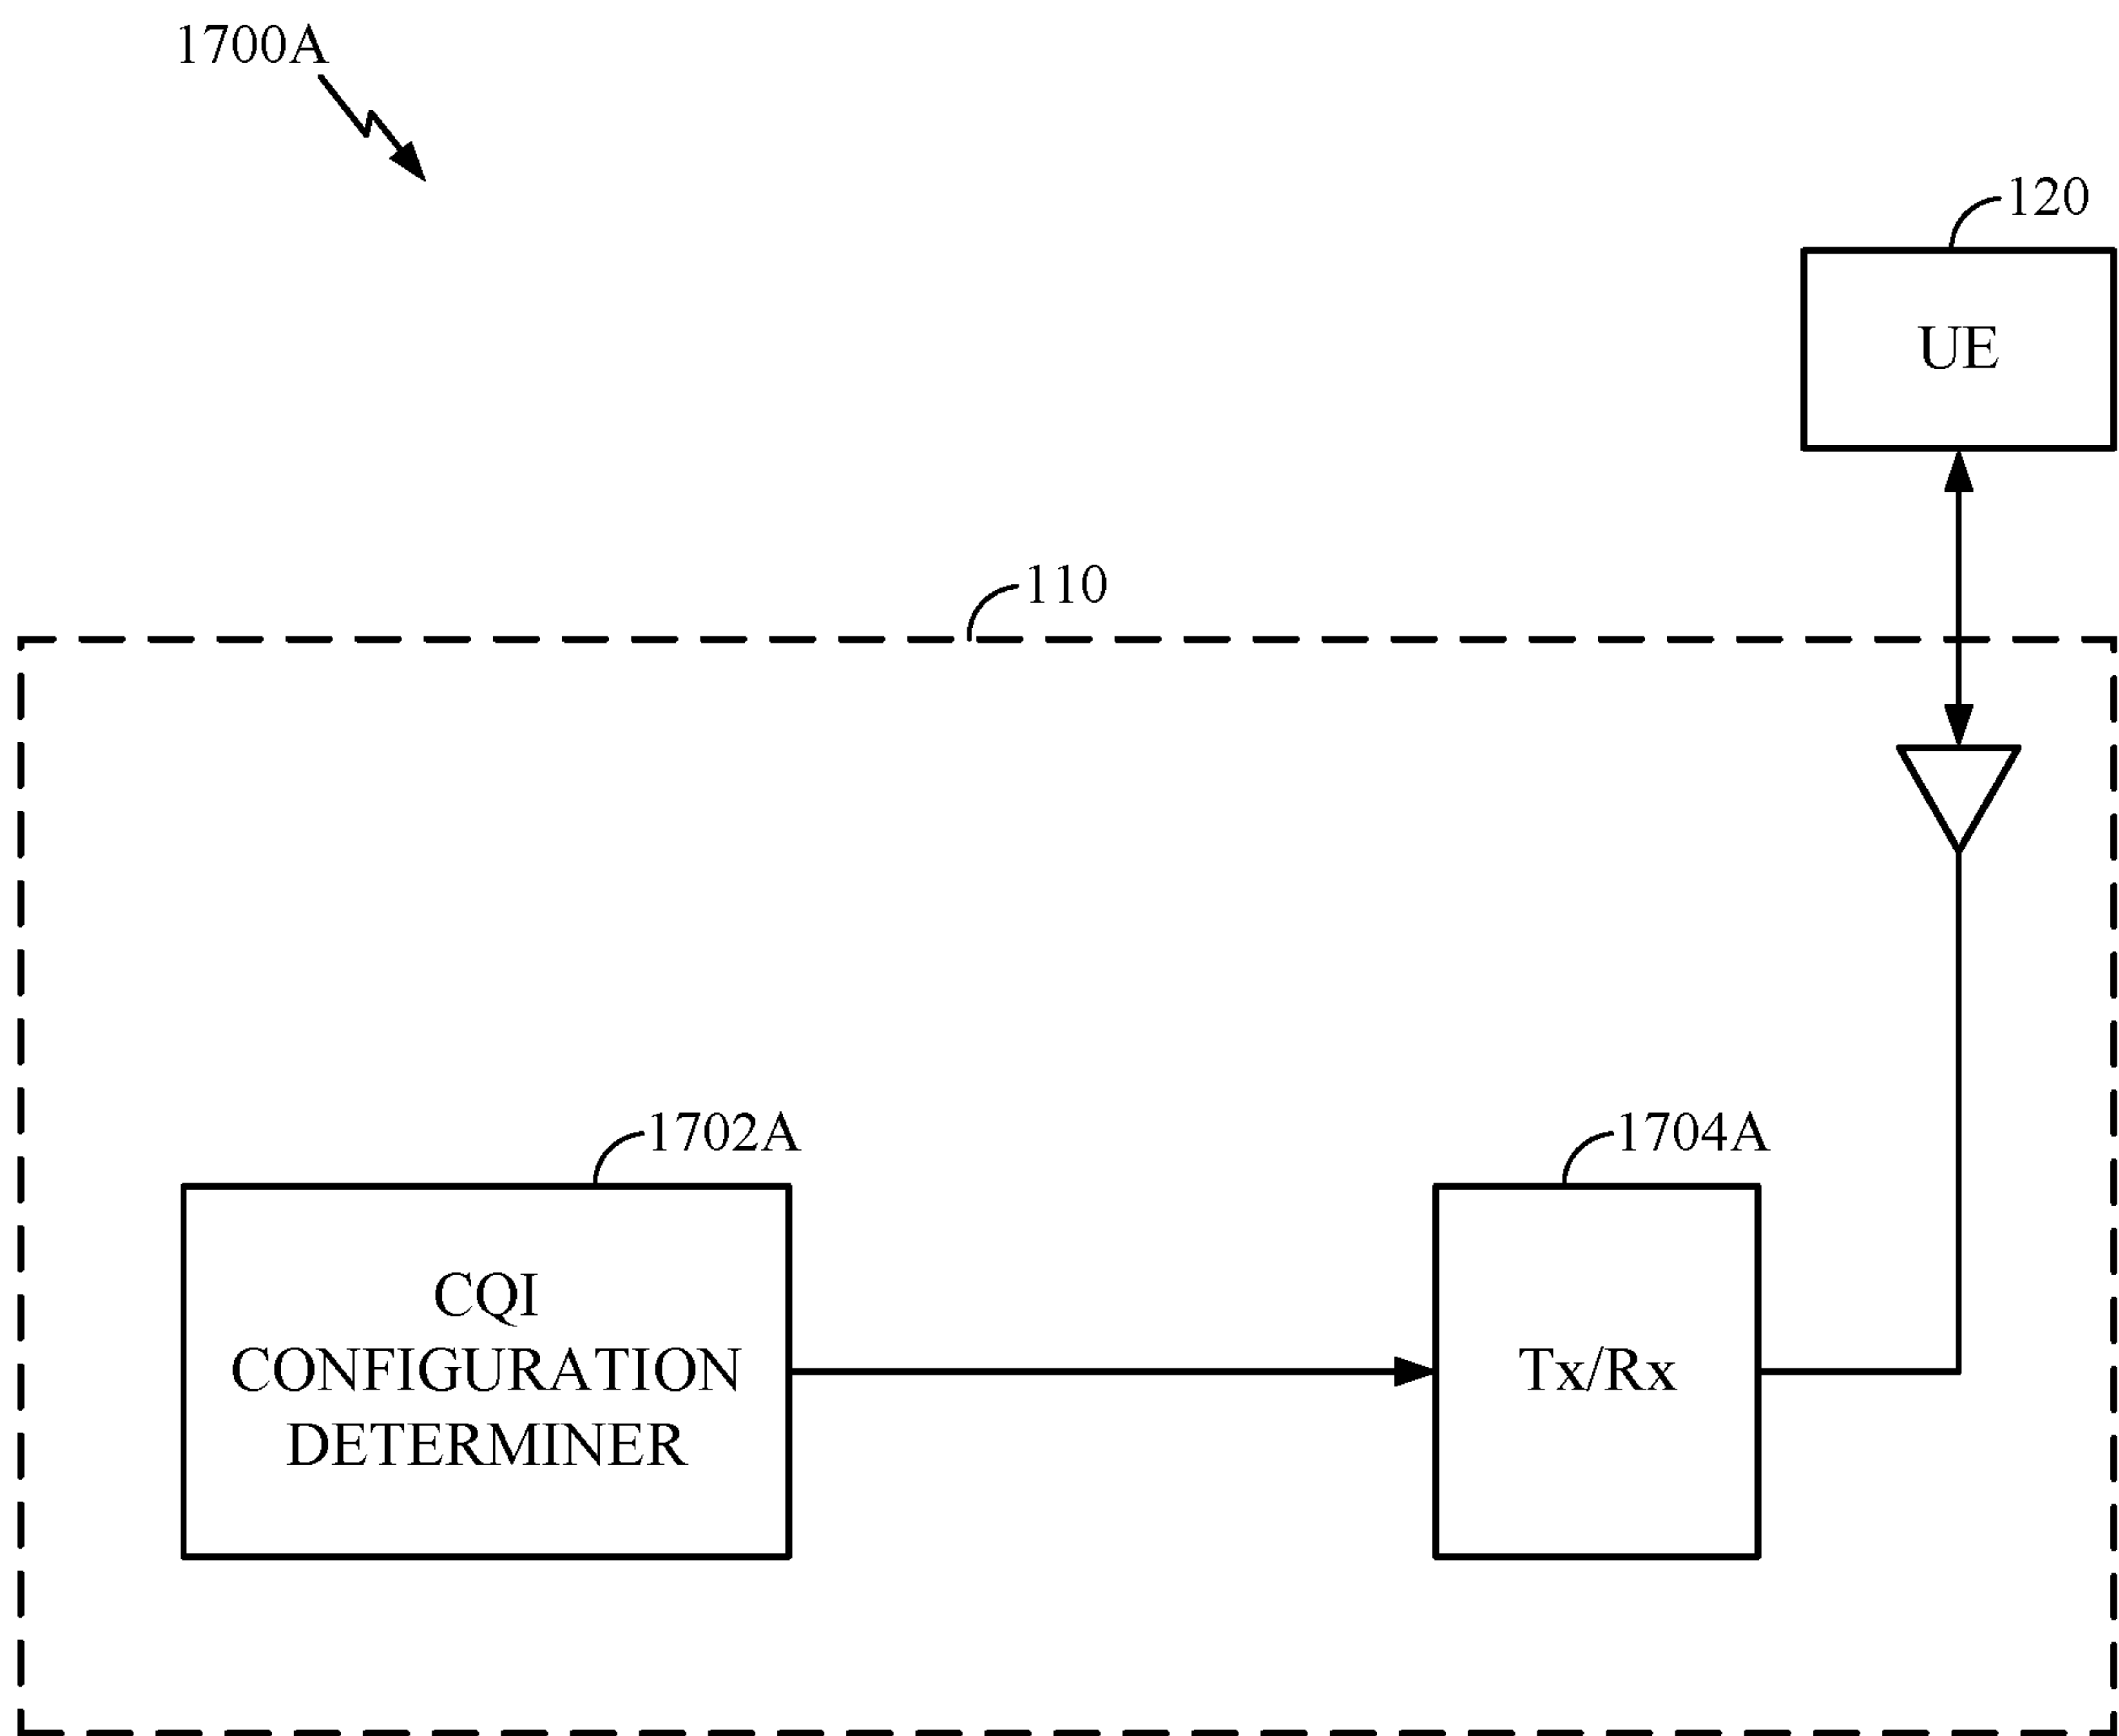 1700A
120
UE
110
1702A
1704A
CQI
CONFIGURATION
DETERMINER
Tx/Rx